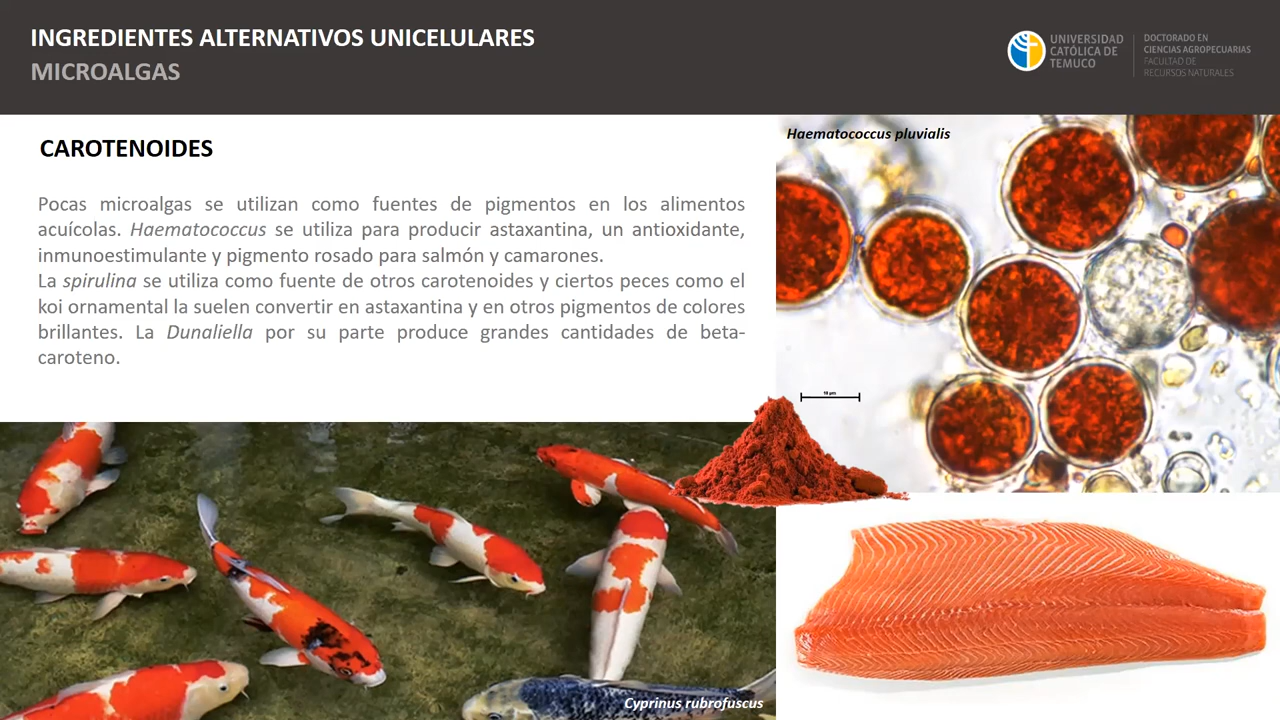 INGREDIENTES ALTERNATIVOS UNICELULARES
MICROALGAS
UNIVERSIDAD
CATÓLICA DE
TEMUCO
DOCTORADO EN
CIENCIAS AGROPECUARIAS
FACULTAD DE
RECURSOS NATURALES
CAROTENOIDES
Pocas microalgas se utilizan como fuentes de pigmentos en los alimentos
acuícolas. Haematococcus se utiliza para producir astaxantina, un antioxidante,
inmunoestimulante y pigmento rosado para salmón y camarones.
La spirulina se utiliza como fuente de otros carotenoides y ciertos peces como el
koi ornamental la suelen convertir en astaxantina y en otros pigmentos de colores
brillantes. La Dunaliella por su parte produce grandes cantidades de beta-
caroteno.
Haematococcus pluvialis
10 µm
Cyprinus rubrofuscus